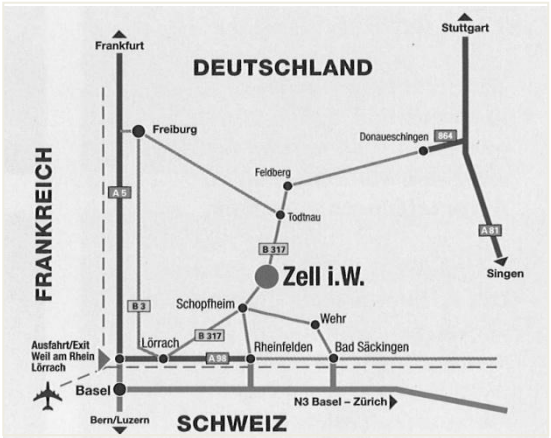 Stuttgart
Frankfurt
DEUTSCHLAND
Freiburg
Donaueschingen
864
Feldberg
FRANKREICH
A 5
Todtnau
A 81
B 317
Zell i.W.
Singen
Schopfheim
B 3
Wehr
B 317
Ausfahrt/Exit
Weil am Rhein
Lörrach
Lörrach
A 98
Rheinfelden
Bad Säckingen
Basel
N3 Basel – Zürich
Bern/Luzern
SCHWEIZ